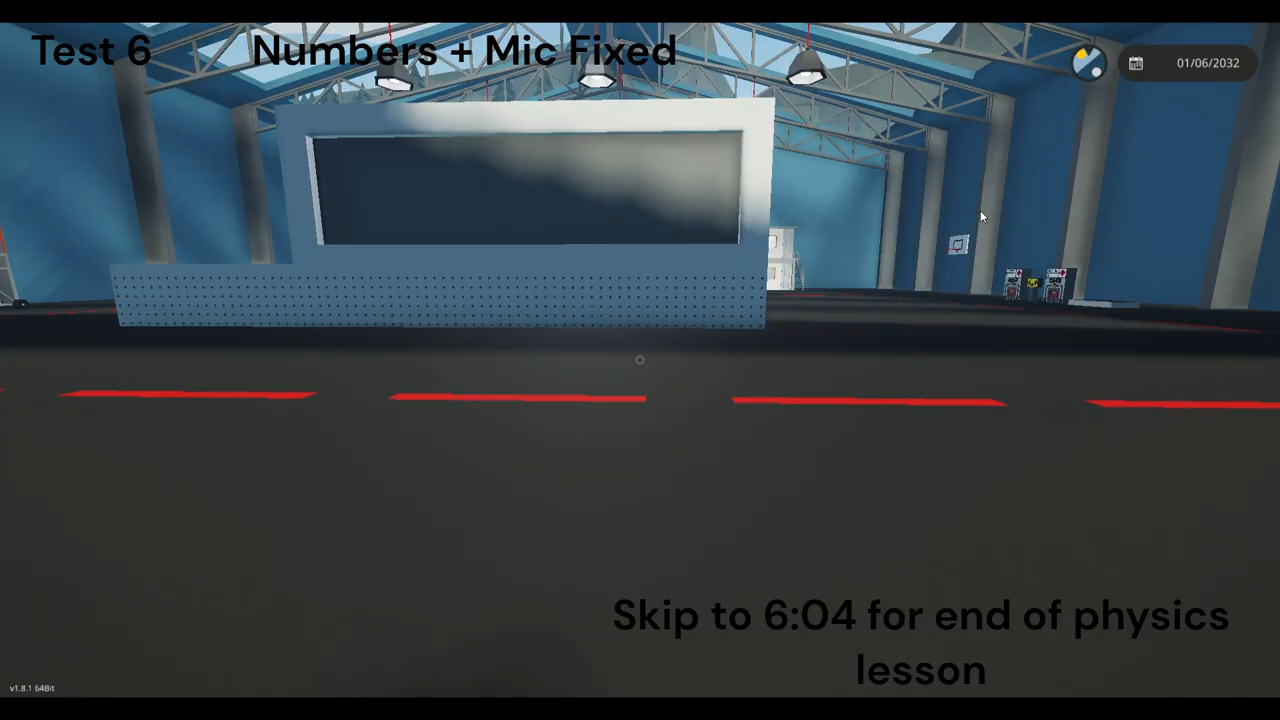 Test 6
Numbers + Mic Fixed
01/06/2032
Skip to 6:04 for end of physics
lesson
v1.8.1 64Bit